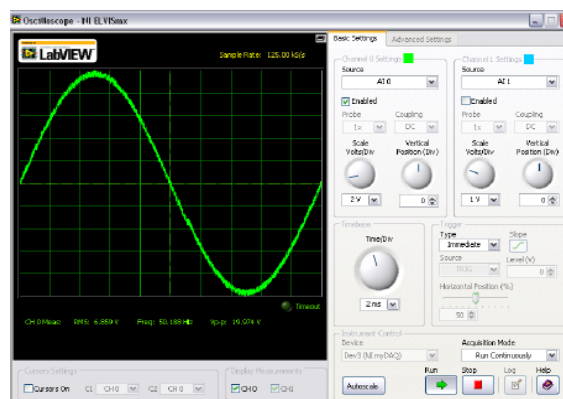 Oscilloscope - NI ELVISmx
LabVIEW
Sample Rate: 125.00 kS/s
Timeout
CH 0 Meas: RMS: 6.859 V Freq: 50.188 Hz Vp-p: 19.974 V
Cursors Settings
Cursors On C1 CH 0 C2 CH 0
Display Measurements
CH 0 CH 1
Basic Settings Advanced Settings
Channel 0 Settings
Source
AI 0
Enabled
Probe Coupling
1x DC
Scale Vertical
Volts/Div Position (Div)
2 V 0
Channel 1 Settings
Source
AI 1
Enabled
Probe Coupling
1x DC
Scale Vertical
Volts/Div Position (Div)
1 V 0
Timebase
Time/Div
2 ms
Trigger
Type Slope
Immediate
Source Level (V)
TRIG 0
Horizontal Position (%)
50
Instrument Control
Device Acquisition Mode
Dev3 (NI myDAQ) Run Continuously
Run Stop Log Help
Autoscale